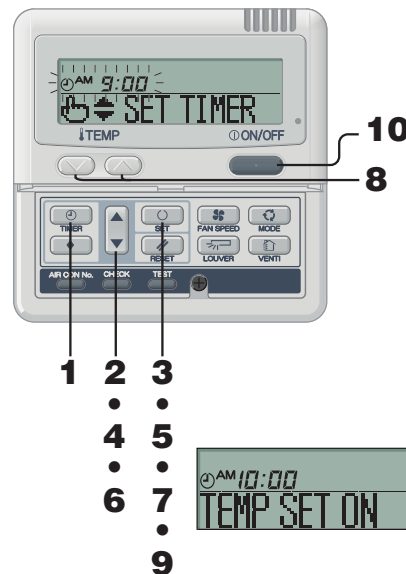 AM 9:00
SET TIMER
TEMP ON/OFF
10
8
TIMER SET FAN SPEED MODE
RESET LOUVER VENTI
AIR CON No. CHECK TEST
1 2 3
• •
4 5
• •
6 7
•
9
AM 10:00
TEMP SET ON